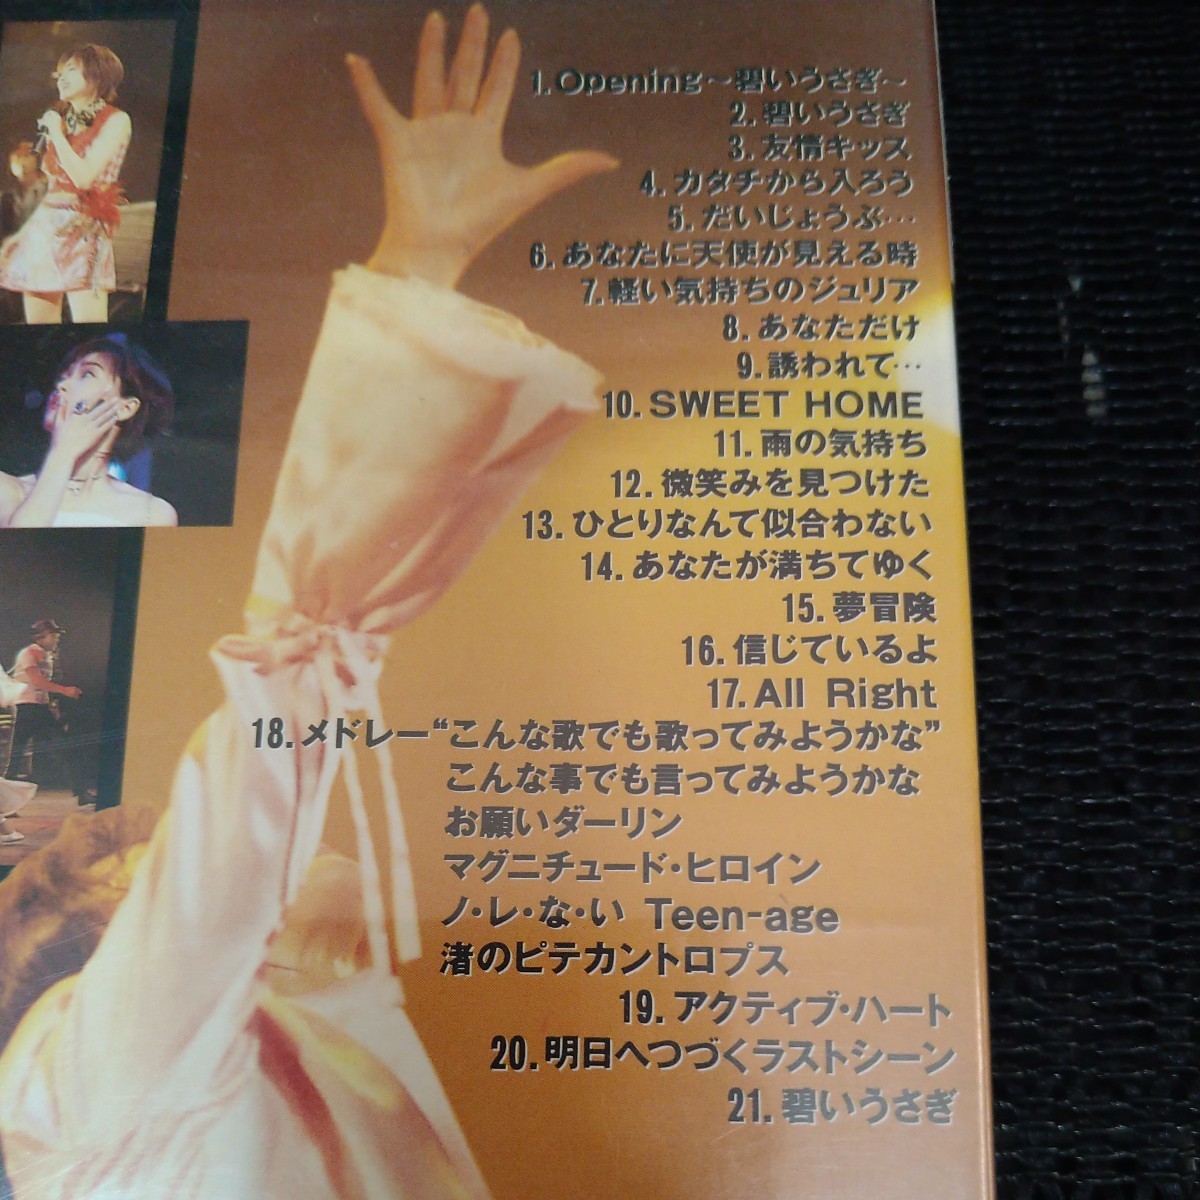 1.Opening～碧いうさぎ～
2.碧いうさぎ
3.友情キッス
4.カタチから入ろう
5.だいじょうぶ…
6.あなたに天使が見える時
7.軽い気持ちのジュリア
8.あなただけ
9.誘われて…
10.SWEET HOME
11.雨の気持ち
12.微笑みを見つけた
13.ひとりなんて似合わない
14.あなたが満ちてゆく
15.夢冒険
16.信じているよ
17.All Right
18.メドレー“こんな歌でも歌ってみようかな”
こんな事でも言ってみようかな
お願いダーリン
マグニチュード・ヒロイン
ノ・レ・な・い Teen-age
渚のピテカントロプス
19.アクティブ・ハート
20.明日へつづくラストシーン
21.碧いうさぎ